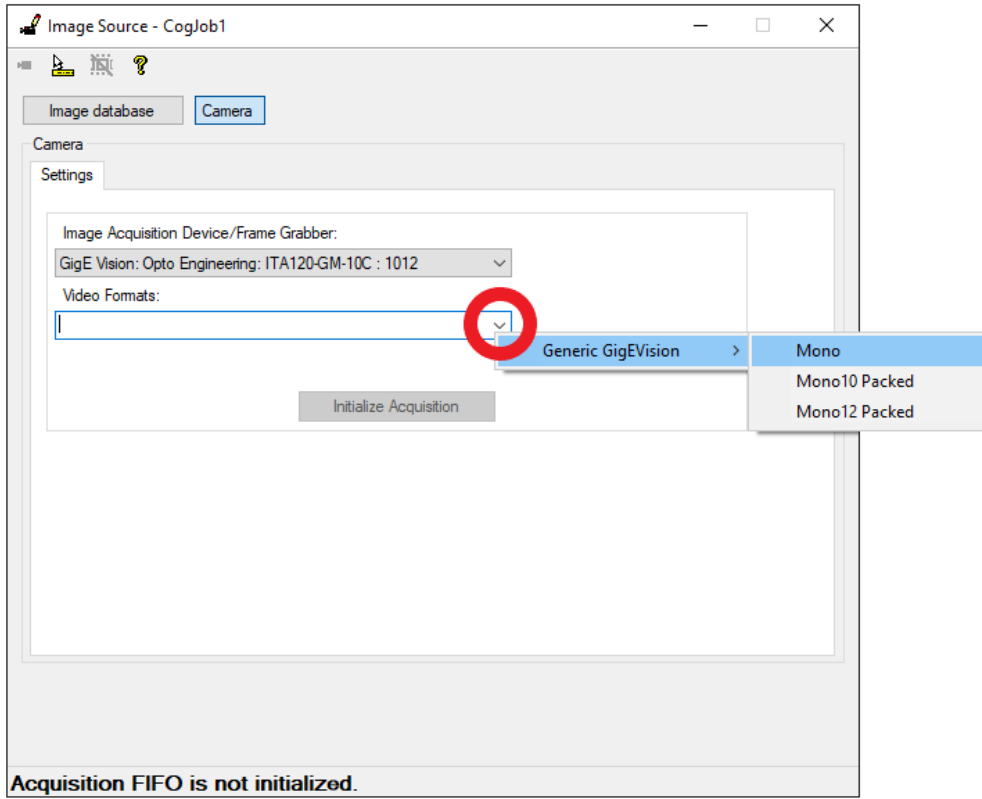 Image Source - CogJob1
Image database
Camera
Camera
Settings
Image Acquisition Device/Frame Grabber:
GigE Vision: Opto Engineering: ITA120-GM-10C : 1012
Video Formats:
Generic GigEVision
Mono
Mono10 Packed
Mono12 Packed
Initialize Acquisition
Acquisition FIFO is not initialized.